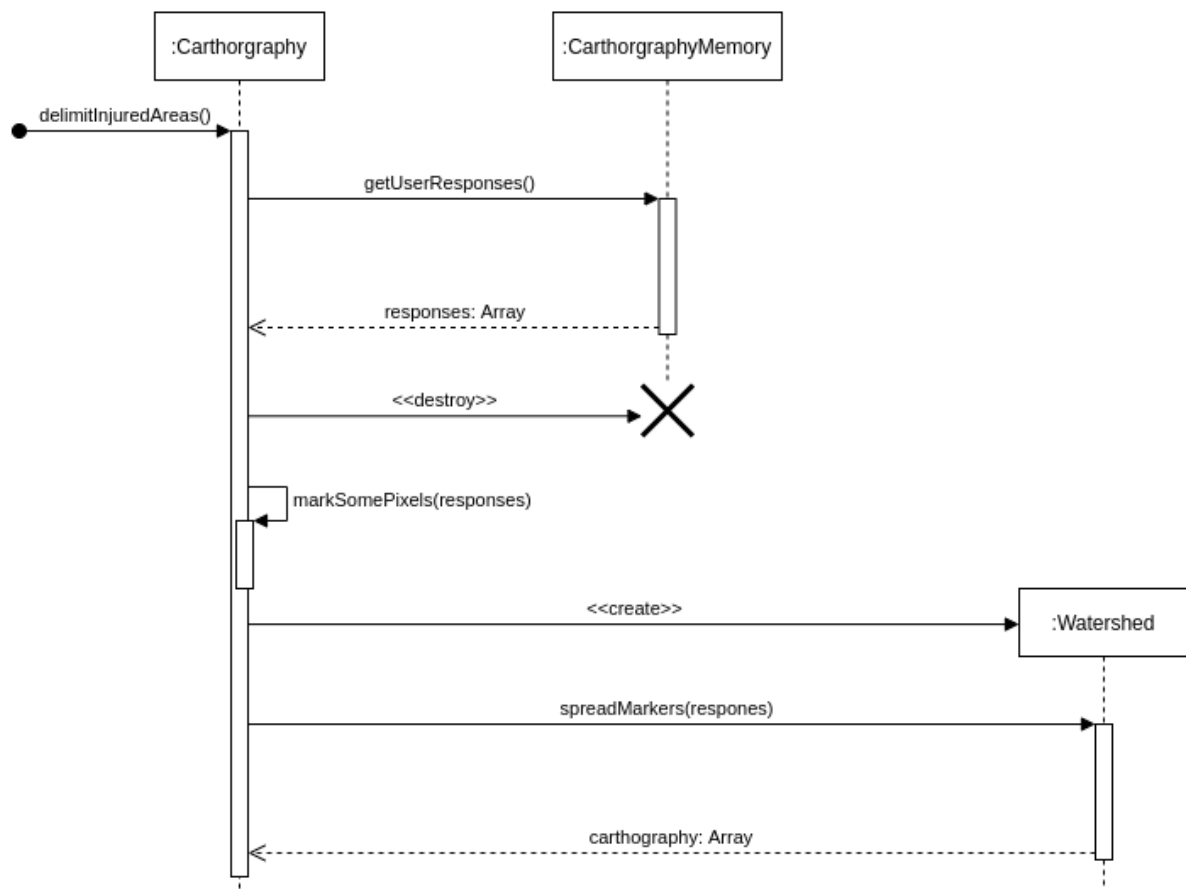 :Carthorgraphy
:CarthorgraphyMemory
delimitInjuredAreas()
getUserResponses()
responses: Array
<<destroy>>
markSomePixels(responses)
<<create>>
:Watershed
spreadMarkers(respones)
carthography: Array